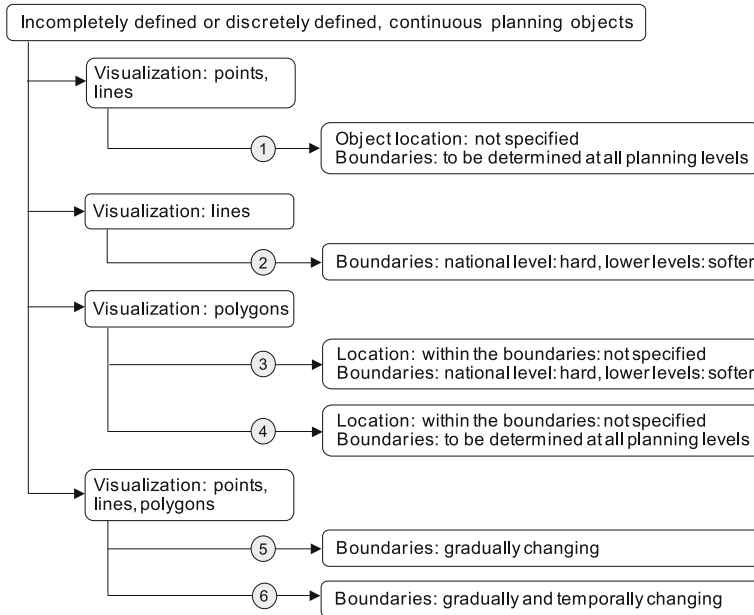 Incompletely defined or discretely defined, continuous planning objects
Visualization: points,
lines
1
Object location: not specified
Boundaries: to be determined at all planning levels
Visualization: lines
2
Boundaries: national level: hard, lower levels: softer
Visualization: polygons
3
Location: within the boundaries: not specified
Boundaries: national level: hard, lower levels: softer
4
Location: within the boundaries: not specified
Boundaries: to be determined at all planning levels
Visualization: points,
lines, polygons
5
Boundaries: gradually changing
6
Boundaries: gradually and temporally changing